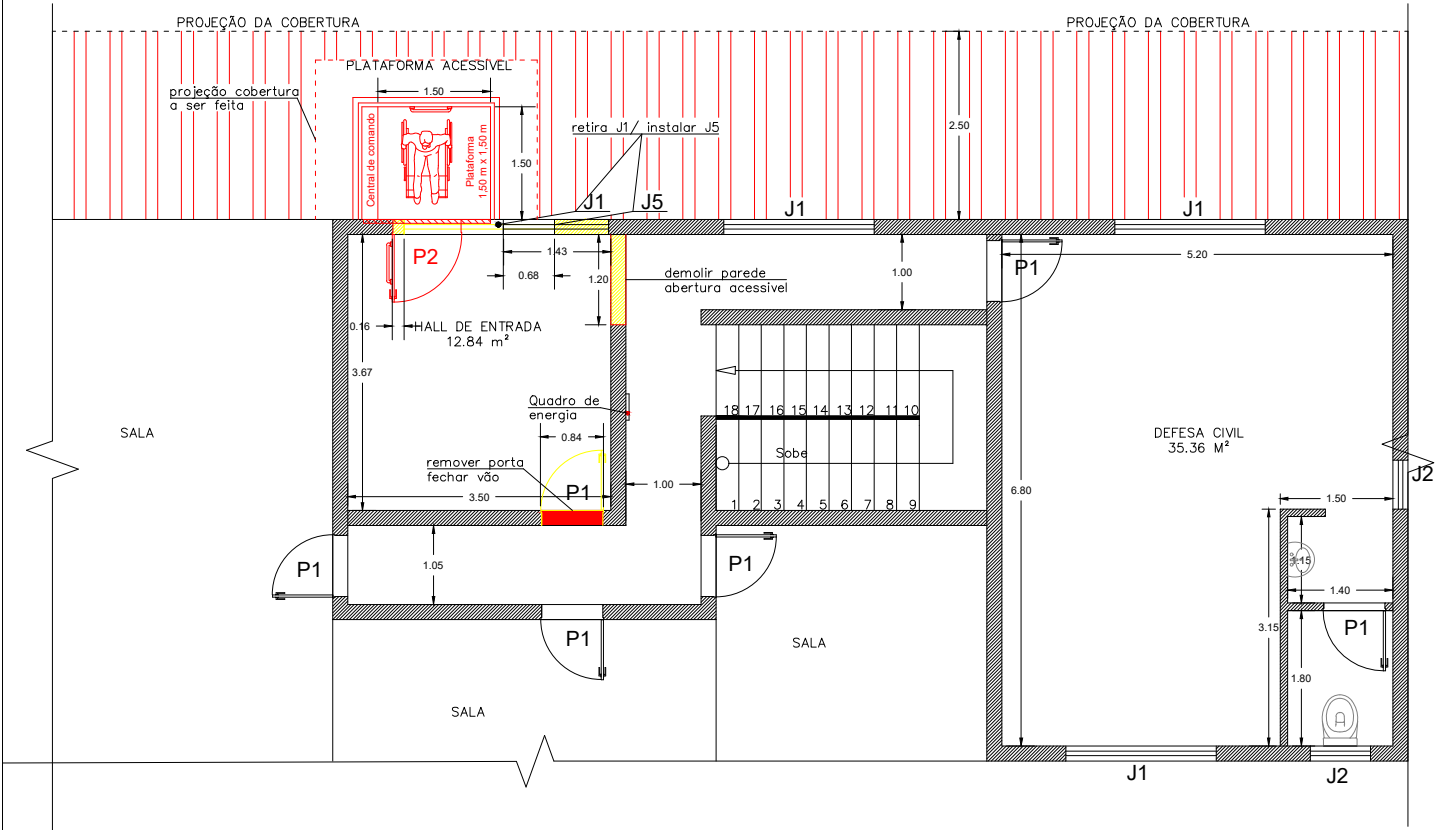 PROJEÇÃO DA COBERTURA
PROJEÇÃO DA COBERTURA
PLATAFORMA ACESSÍVEL
projeção cobertura
a ser feita
1.50
Central de comando
Plataforma
1,50 m x 1,50 m
1.50
retira J1/ instalar J5
2.50
J1
J5
J1
J1
P2
1.43
0.68
1.20
demolir parede
abertura acessivel
1.00
P1
5.20
0.16
HALL DE ENTRADA
12.84 m²
3.67
Quadro de
energia
0.84
18 17 16 15 14 13 12 11 10
SALA
DEFESA CIVIL
35.36 M²
Sobe
remover porta
fechar vão
P1
3.50
1.00
6.80
1.50
J2
1 2 3 4 5 6 7 8 9
P1
1.05
P1
.15
1.40
P1
3.15
P1
SALA
1.80
SALA
J1
J2